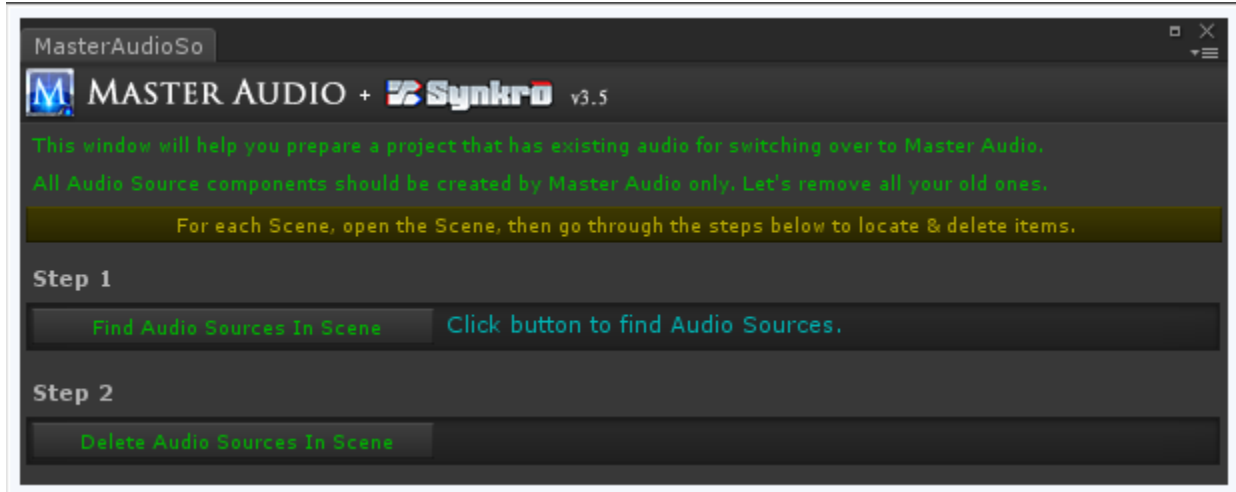 MasterAudioSo
MASTER AUDIO + Synkro v3.5
This window will help you prepare a project that has existing audio for switching over to Master Audio.
All Audio Source components should be created by Master Audio only. Let's remove all your old ones.
For each Scene, open the Scene, then go through the steps below to locate & delete items.
Step 1
Find Audio Sources In Scene Click button to find Audio Sources.
Step 2
Delete Audio Sources In Scene